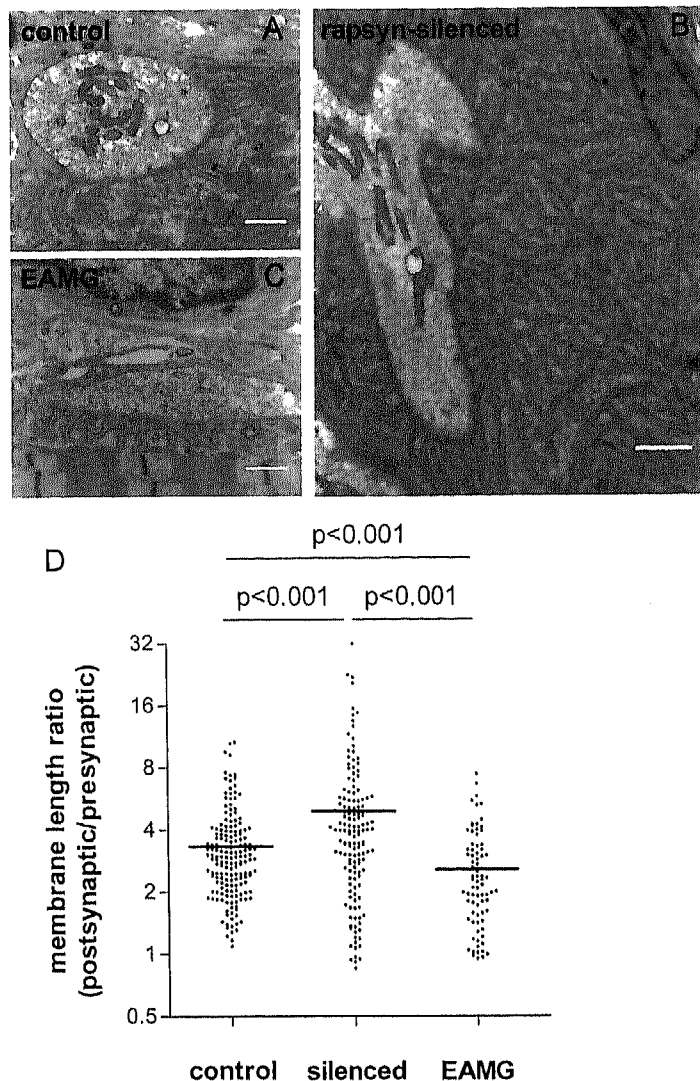 control A
rapsyn-silenced B
EAMG C
D
p<0.001
p<0.001 p<0.001
membrane length ratio
(postsynaptic/presynaptic)
32
16
8
4
2
1
0.5
control silenced EAMG